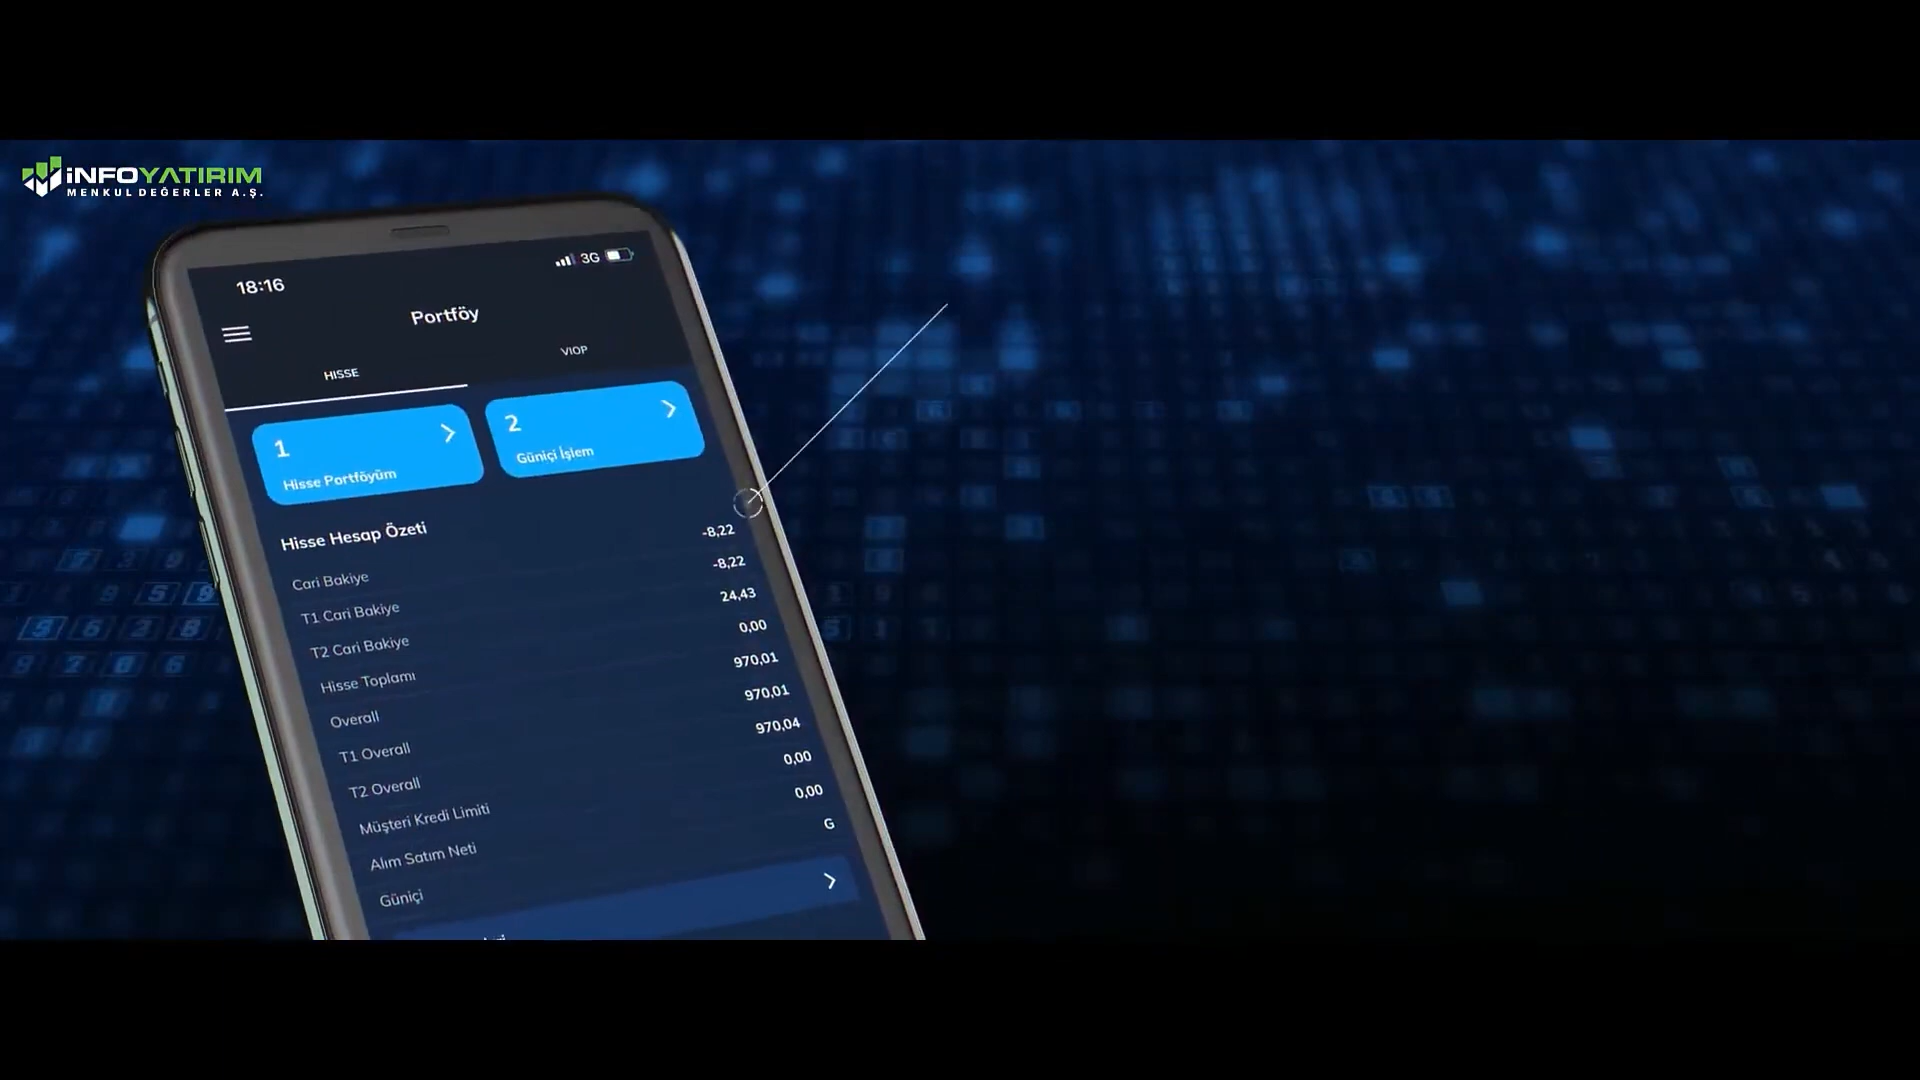 iNFOYATIRIM
MENKUL DEĞERLER A.Ş.
18:16
3G
Portföy
HISSE
VIOP
1
Hisse Portföyüm
2
Güniçi İşlem
Hisse Hesap Özeti
Cari Bakiye -8,22
T1 Cari Bakiye -8,22
T2 Cari Bakiye 24,43
Hisse Toplamı 0,00
Overall 970,01
T1 Overall 970,01
T2 Overall 970,04
Müşteri Kredi Limiti 0,00
Alım Satım Neti 0,00
Güniçi G